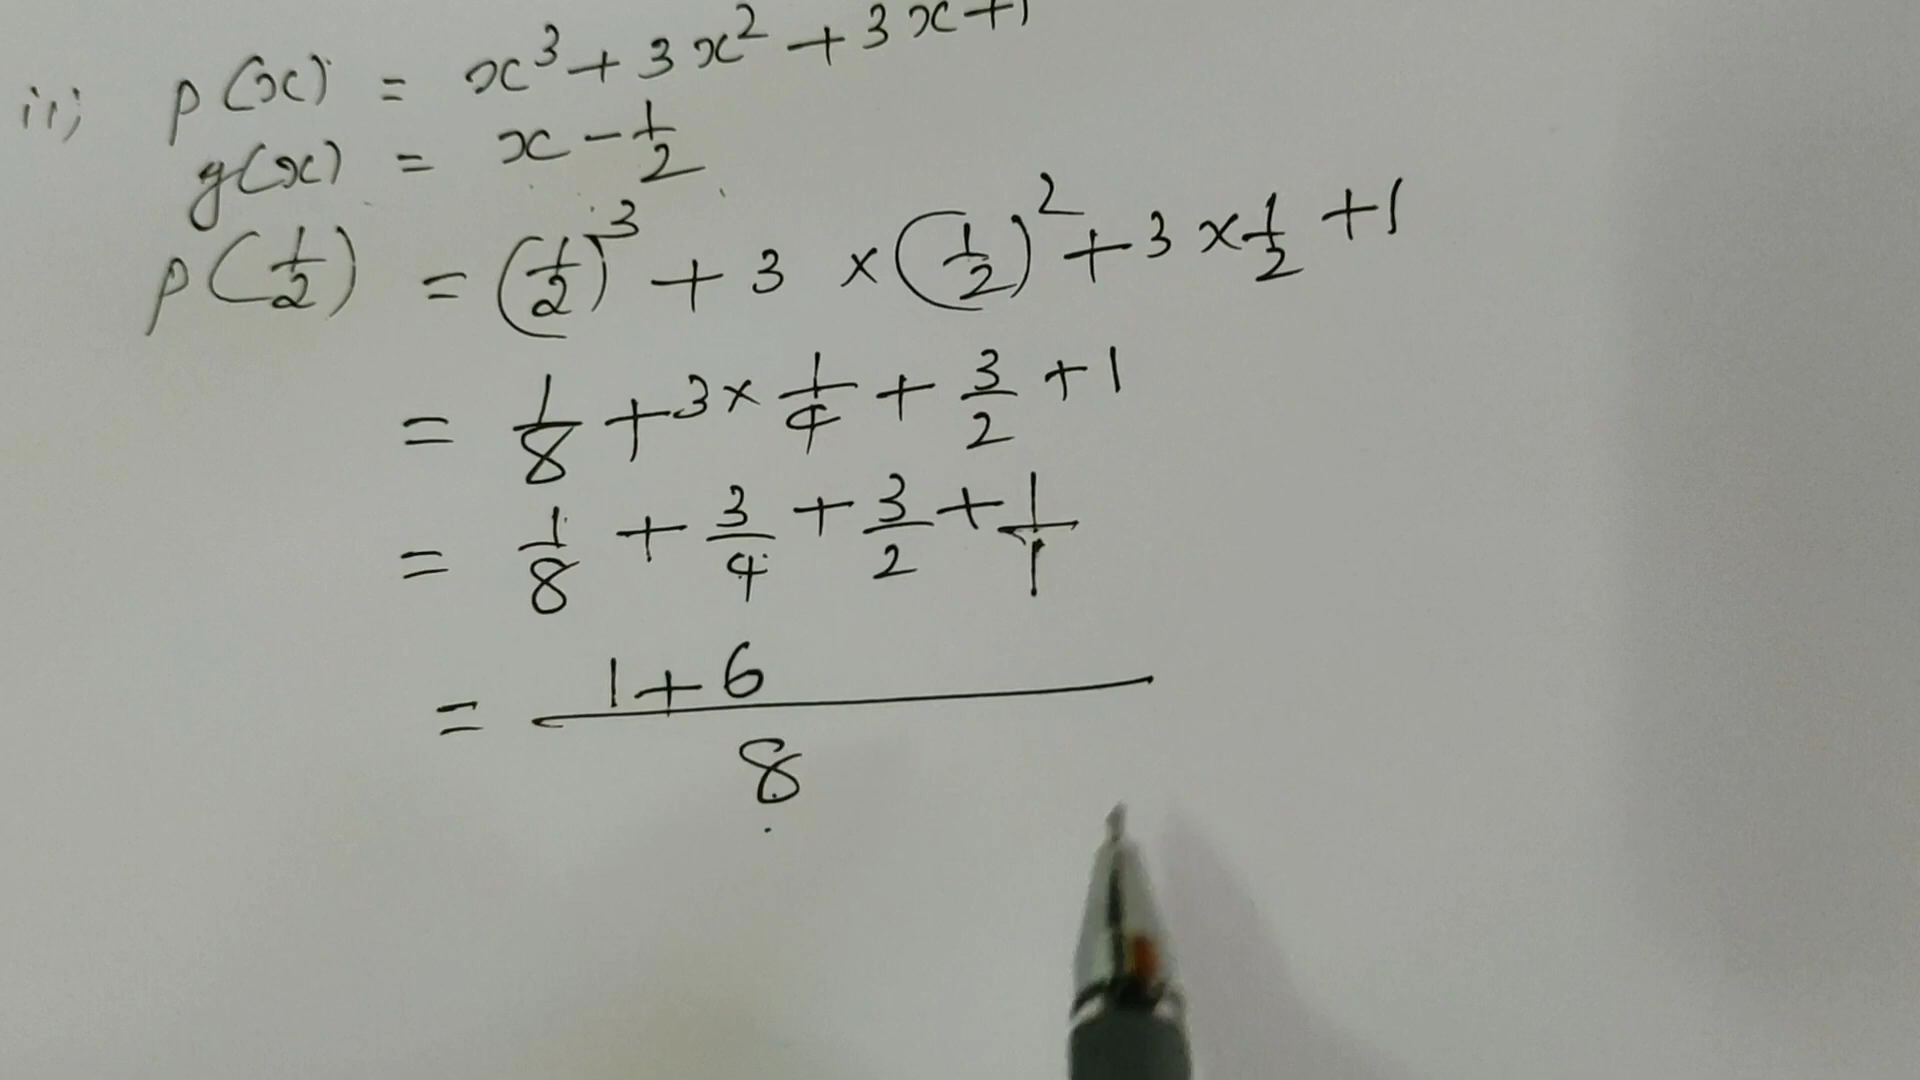 ii; p(x) = x³ + 3x² + 3x + 1
g(x) = x - 1/2
p(1/2) = (1/2)³ + 3 × (1/2)² + 3 × 1/2 + 1
= 1/8 + 3 × 1/4 + 3/2 + 1
= 1/8 + 3/4 + 3/2 + 1/1
= 1+6 / 8